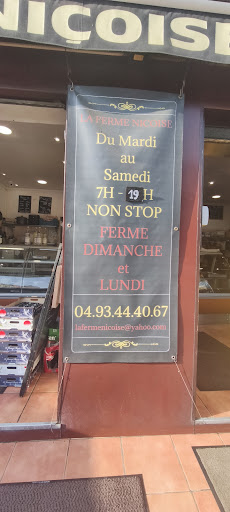 NIÇOISE
LA FERME NICOISE
Du Mardi
au
Samedi
7H - 19H
NON STOP
FERME
DIMANCHE
et
LUNDI
04.93.44.40.67
lafermenicoise@yahoo.com